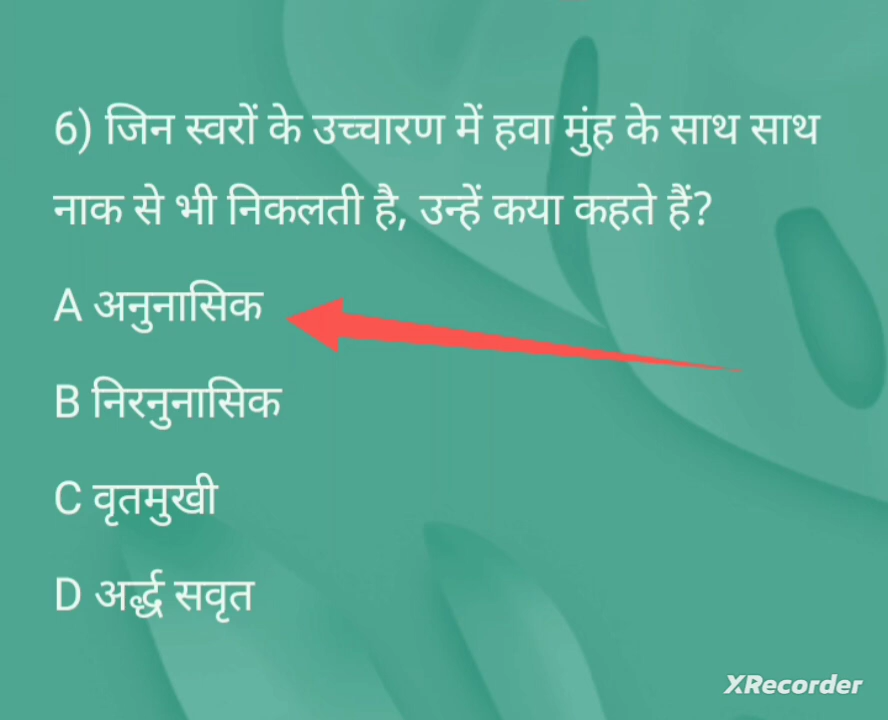 6) जिन स्वरों के उच्चारण में हवा मुंह के साथ साथ
नाक से भी निकलती है, उन्हें कया कहते हैं?
A अनुनासिक
B निरनुनासिक
C वृतमुखी
D अर्द्ध सवृत
XRecorder